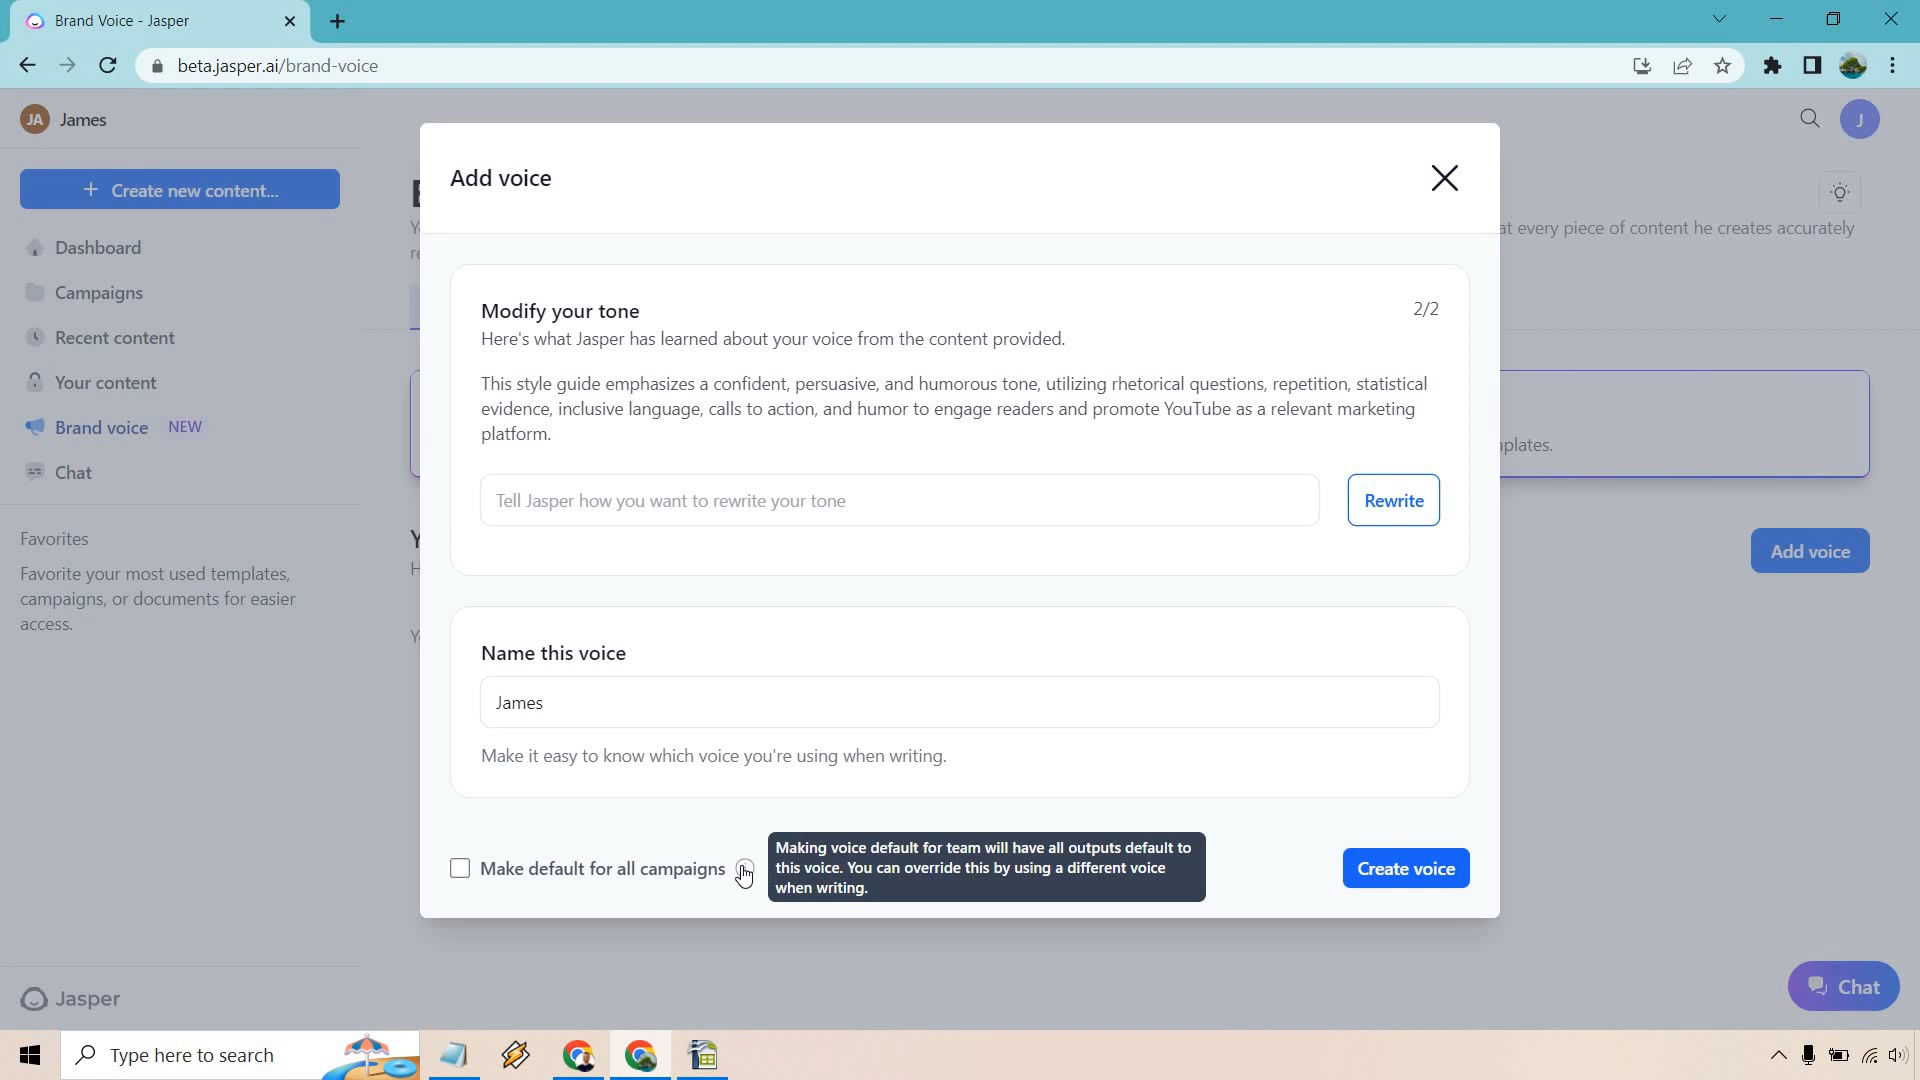 Brand Voice - Jasper
beta.jasper.ai/brand-voice
JA James
J
Create new content...
Dashboard
Campaigns
Recent content
Your content
Brand voice NEW
Chat
Favorites
Favorite your most used templates,
campaigns, or documents for easier
access.
Jasper
at every piece of content he creates accurately
mplates.
Add voice
Add voice
Modify your tone 2/2
Here's what Jasper has learned about your voice from the content provided.
This style guide emphasizes a confident, persuasive, and humorous tone, utilizing rhetorical questions, repetition, statistical
evidence, inclusive language, calls to action, and humor to engage readers and promote YouTube as a relevant marketing
platform.
Tell Jasper how you want to rewrite your tone
Rewrite
Name this voice
James
Make it easy to know which voice you're using when writing.
Make default for all campaigns
Making voice default for team will have all outputs default to
this voice. You can override this by using a different voice
when writing.
Create voice
Chat
Type here to search